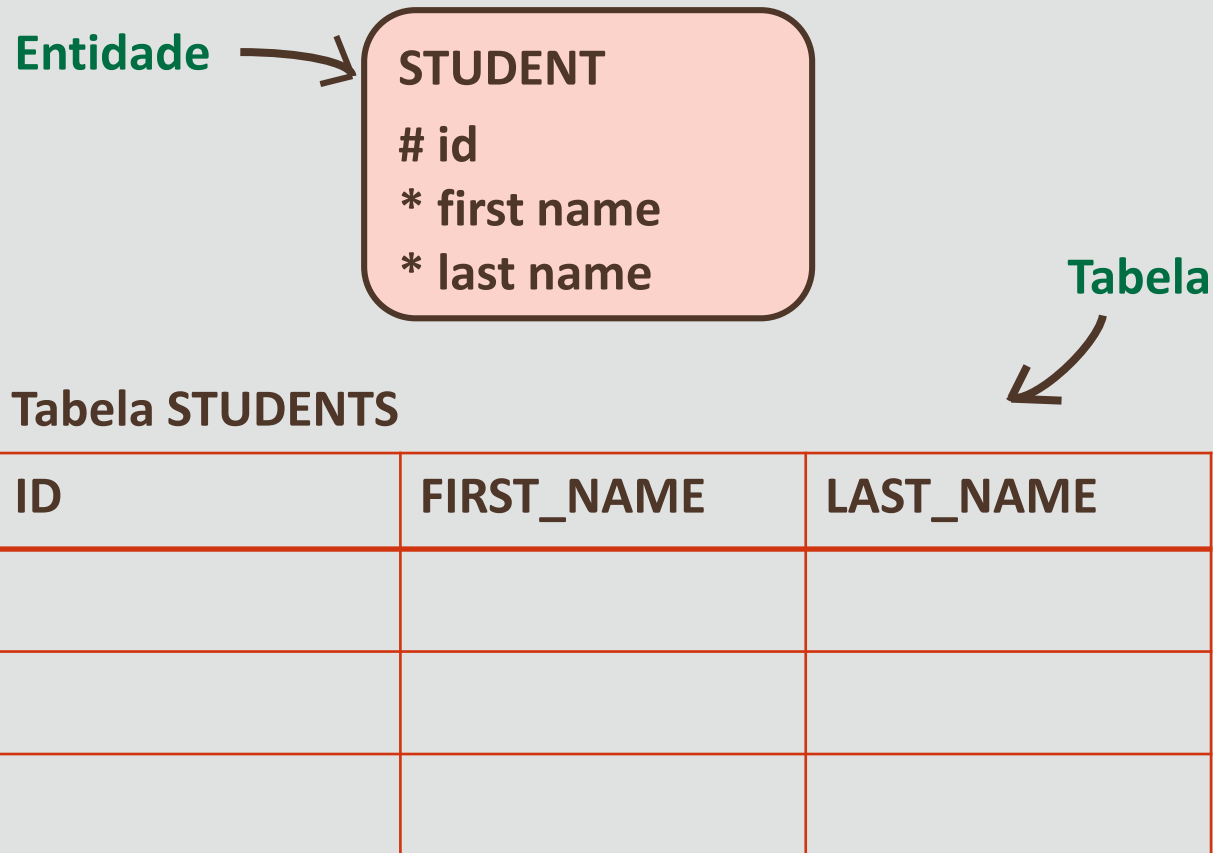 Entidade
STUDENT
# id
* first name
* last name
Tabela
Tabela STUDENTS
ID FIRST_NAME LAST_NAME